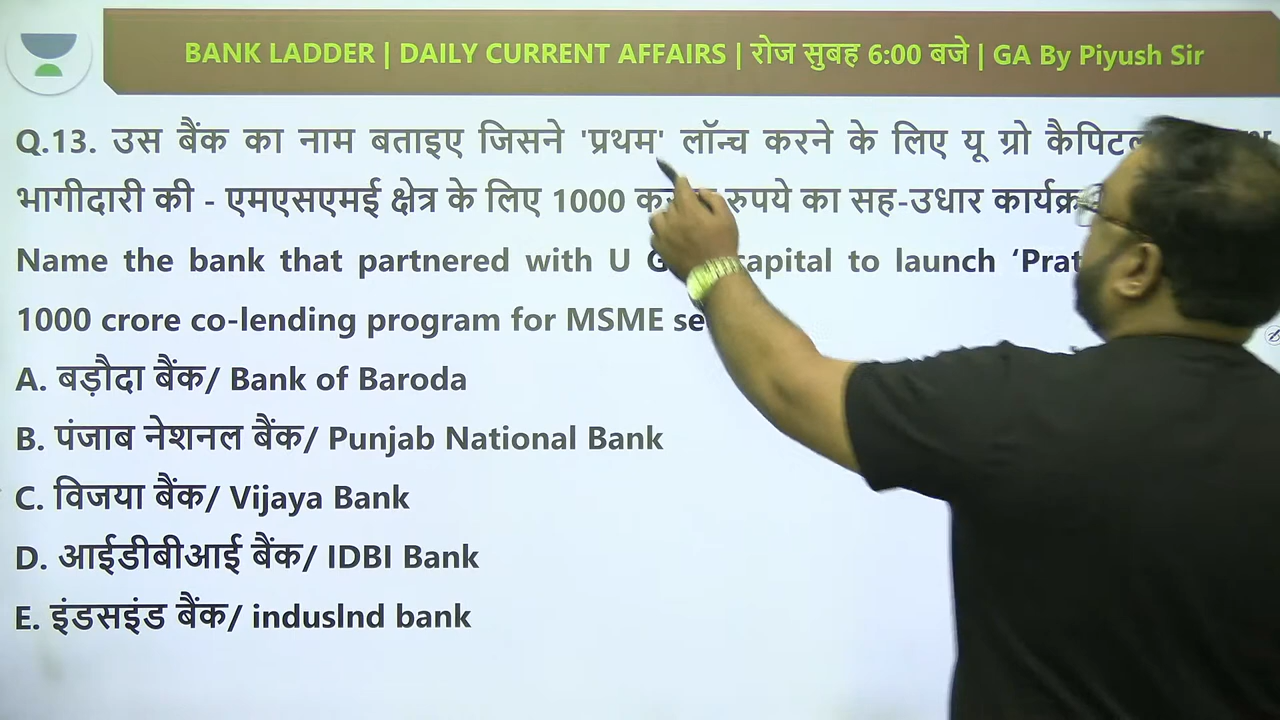 BANK LADDER | DAILY CURRENT AFFAIRS | रोज सुबह 6:00 बजे | GA By Piyush Sir
Q.13. उस बैंक का नाम बताइए जिसने 'प्रथम' लॉन्च करने के लिए यू ग्रो
भागीदारी की - एमएसएमई क्षेत्र के लिए 1000 रुपये का सह-उधार
Name the bank that partnered with U capital to launch
1000 crore co-lending program for MSME
A. बड़ौदा बैंक/ Bank of Baroda
B. पंजाब नेशनल बैंक/ Punjab National Bank
C. विजया बैंक/ Vijaya Bank
D. आईडीबीआई बैंक/ IDBI Bank
E. इंडसइंड बैंक/ induslnd bank